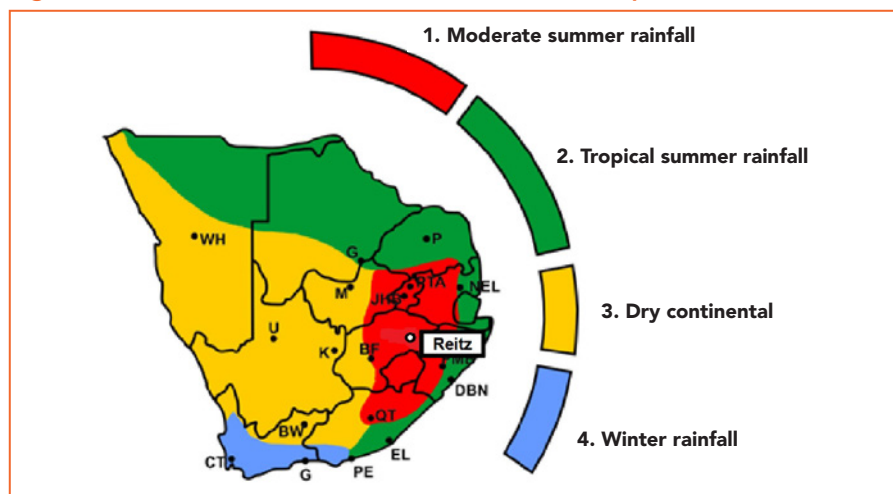 1. Moderate summer rainfall
2. Tropical summer rainfall
WH
P
G
M
PTA
JHB
NEL
3. Dry continental
U
K
BF
Reitz
DBN
QT
BW
EL
4. Winter rainfall
CT
G
PE